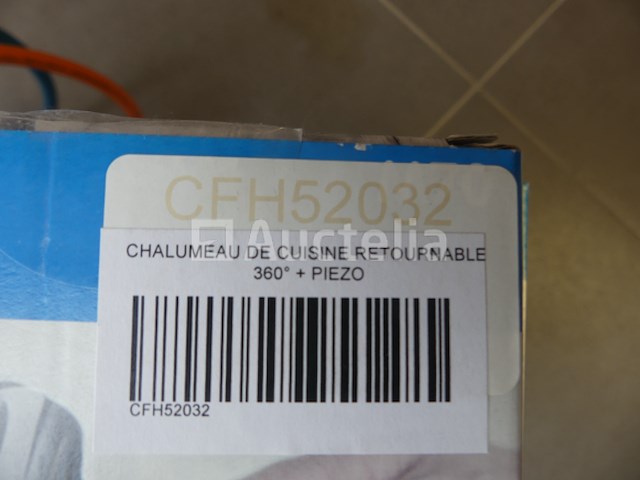 CFH52032
Auctelia
CHALUMEAU DE CUISINE RETOURNABLE
360° + PIEZO
CFH52032